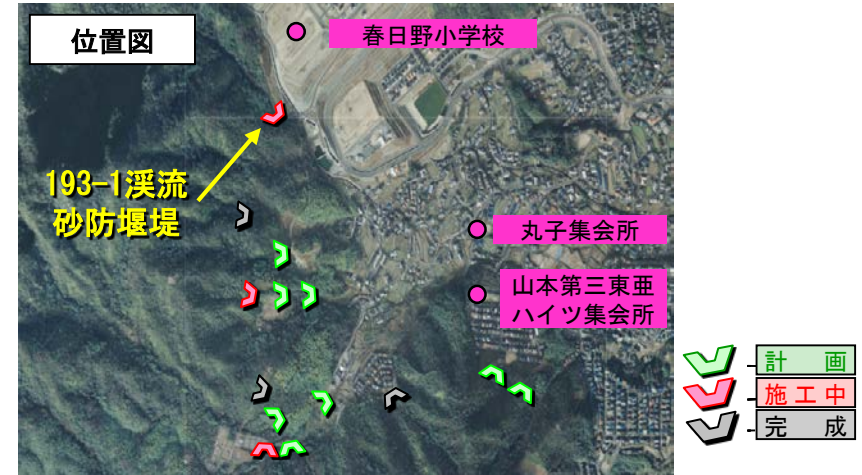 位置図
春日野小学校
193-1渓流
砂防堰堤
丸子集会所
山本第三東亜
ハイツ集会所
計　画
施工中
完　成